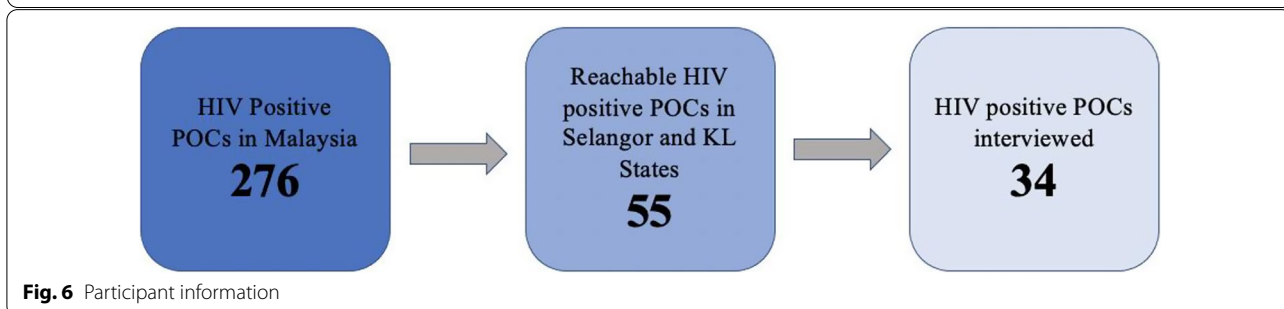 HIV Positive
POCs in Malaysia
276
Reachable HIV
positive POCs in
Selangor and KL
States
55
HIV positive POCs
interviewed
34
Fig. 6 Participant information